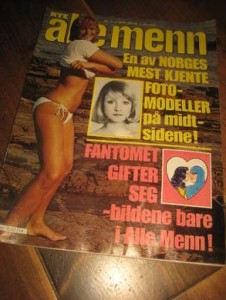 NYE
alle menn
En av NORGES
MEST KJENTE
FOTO-
MODELLER
på midt-
sidene!
FANTOMET
GIFTER
SEG
-bildene bare
i Alle Menn!